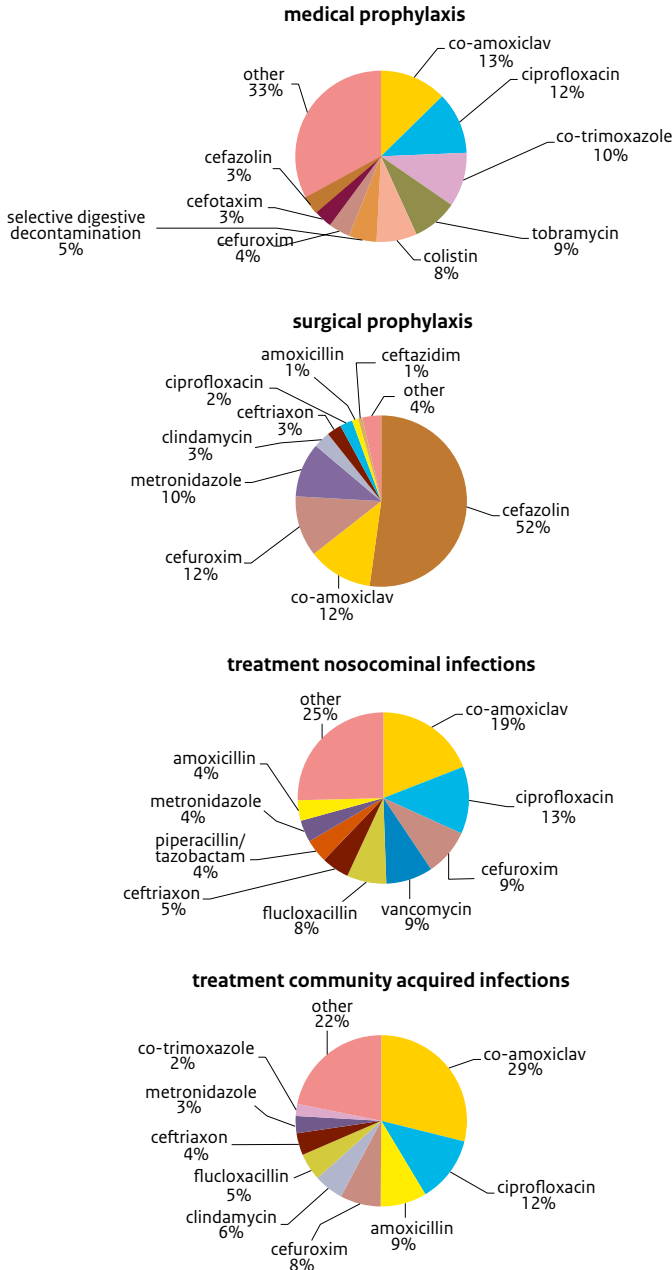 medical prophylaxis
co-amoxiclav
13%
ciprofloxacin
12%
co-trimoxazole
10%
tobramycin
9%
colistin
8%
cefuroxim
4%
selective digestive
decontamination
5%
cefotaxim
3%
cefazolin
3%
other
33%
surgical prophylaxis
amoxicillin
1%
ceftazidim
1%
other
4%
ciprofloxacin
2%
ceftriaxon
3%
clindamycin
3%
metronidazole
10%
cefuroxim
12%
co-amoxiclav
12%
cefazolin
52%
treatment nosocominal infections
other
25%
co-amoxiclav
19%
ciprofloxacin
13%
cefuroxim
9%
vancomycin
9%
flucloxacillin
8%
ceftriaxon
5%
piperacillin/
tazobactam
4%
metronidazole
4%
amoxicillin
4%
treatment community acquired infections
other
22%
co-amoxiclav
29%
ciprofloxacin
12%
amoxicillin
9%
cefuroxim
8%
clindamycin
6%
flucloxacillin
5%
ceftriaxon
4%
metronidazole
3%
co-trimoxazole
2%